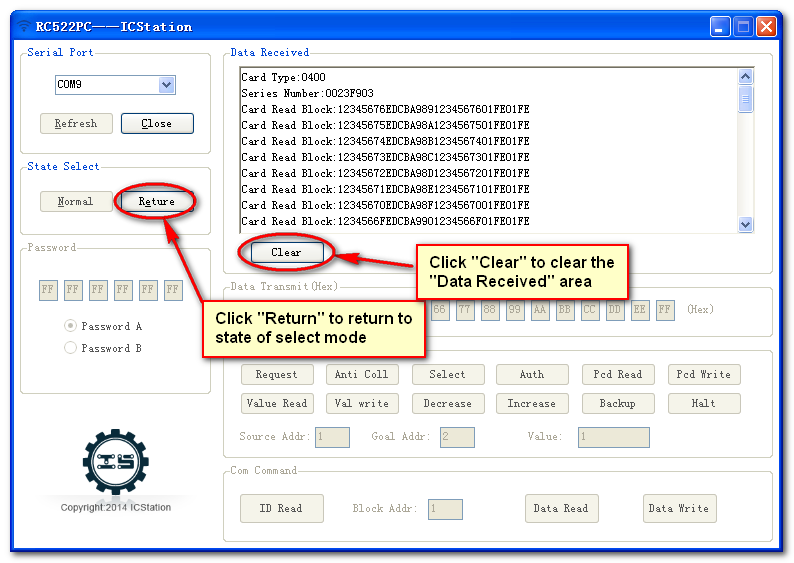 RC522PC——ICStation
Serial Port
COM9
Refresh
Close
State Select
Normal
Reture
Password
FF FF FF FF FF FF
Password A
Password B
ICS
Copyright:2014 ICStation
Data Received
Card Type:0400
Series Number:0023F903
Card Read Block:12345676EDCBA9891234567601FE01FE
Card Read Block:12345675EDCBA98A1234567501FE01FE
Card Read Block:12345674EDCBA98B1234567401FE01FE
Card Read Block:12345673EDCBA98C1234567301FE01FE
Card Read Block:12345672EDCBA98D1234567201FE01FE
Card Read Block:12345671EDCBA98E1234567101FE01FE
Card Read Block:12345670EDCBA98F1234567001FE01FE
Card Read Block:1234566FEDCBA9901234566F01FE01FE
Clear
Click "Clear" to clear the
"Data Received" area
Click "Return" to return to
state of select mode
Data Transmit(Hex)
66 77 88 99 AA BB CC DD EE FF (Hex)
Request Anti Coll Select Auth Pcd Read Pcd Write
Value Read Val write Decrease Increase Backup Halt
Source Addr: 1 Goal Addr: 2 Value: 1
Com Command
ID Read Block Addr: 1 Data Read Data Write